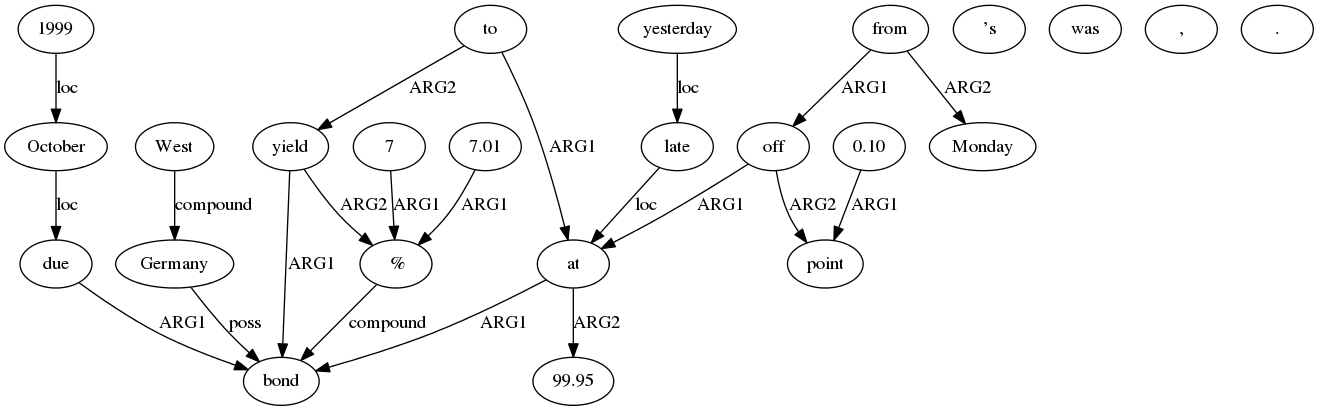 1999 to yesterday from ’s was , .
loc ARG2 loc ARG1 ARG2
October West yield 7 7.01 late off 0.10 Monday
ARG1
loc compound ARG2 ARG1 ARG1 loc ARG1 ARG2 ARG1
due Germany % at point
ARG1
ARG1 poss compound ARG1 ARG2
bond 99.95